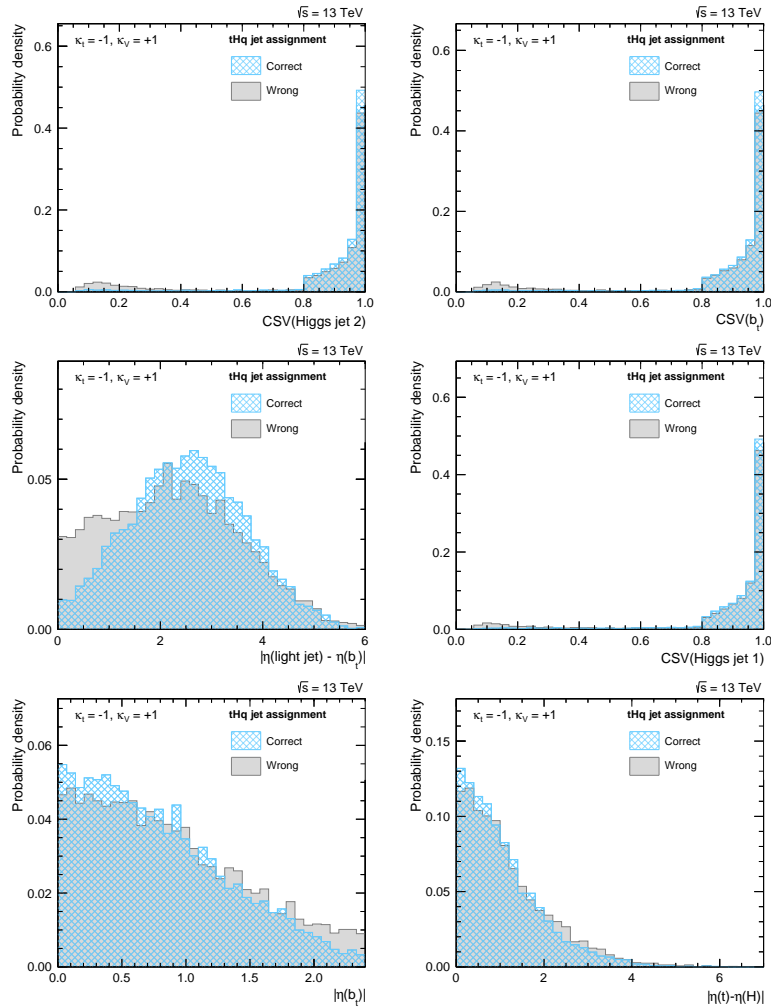 √s = 13 TeV
κt = -1, κV = +1
tHq jet assignment
Correct
Wrong
Probability density
0.6
0.4
0.2
0.0
0.0 0.2 0.4 0.6 0.8 1.0
CSV(Higgs jet 2)
√s = 13 TeV
κt = -1, κV = +1
tHq jet assignment
Correct
Wrong
Probability density
0.6
0.4
0.2
0.0
0.0 0.2 0.4 0.6 0.8 1.0
CSV(bt)
√s = 13 TeV
κt = -1, κV = +1
tHq jet assignment
Correct
Wrong
Probability density
0.05
0.00
0 2 4 6
|η(light jet) - η(bt)|
√s = 13 TeV
κt = -1, κV = +1
tHq jet assignment
Correct
Wrong
Probability density
0.6
0.4
0.2
0.0
0.0 0.2 0.4 0.6 0.8 1.0
CSV(Higgs jet 1)
√s = 13 TeV
κt = -1, κV = +1
tHq jet assignment
Correct
Wrong
Probability density
0.06
0.04
0.02
0.00
0.0 0.5 1.0 1.5 2.0
|η(bt)|
√s = 13 TeV
κt = -1, κV = +1
tHq jet assignment
Correct
Wrong
Probability density
0.15
0.10
0.05
0.00
0 2 4 6
|η(t)-η(H)|